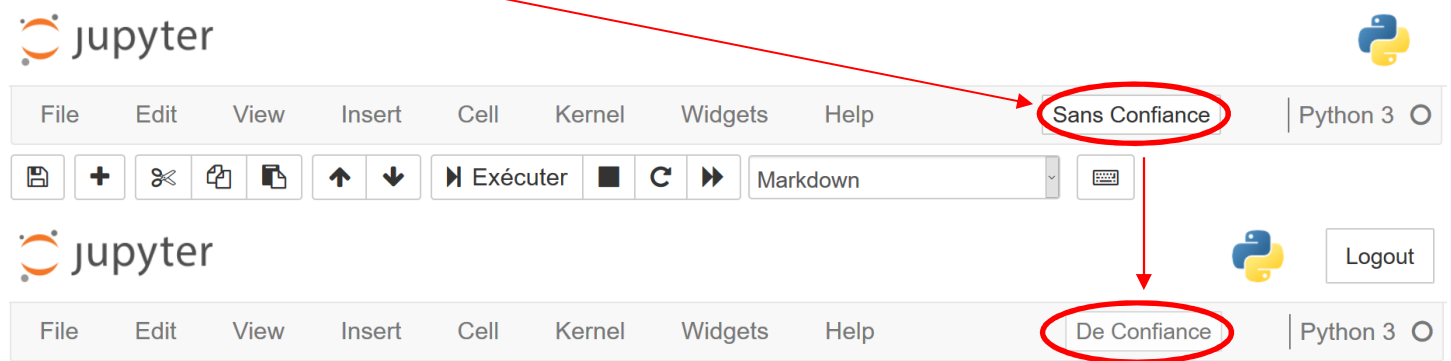 jupyter
File Edit View Insert Cell Kernel Widgets Help Sans Confiance Python 3
Exécuter Markdown
jupyter Logout
File Edit View Insert Cell Kernel Widgets Help De Confiance Python 3